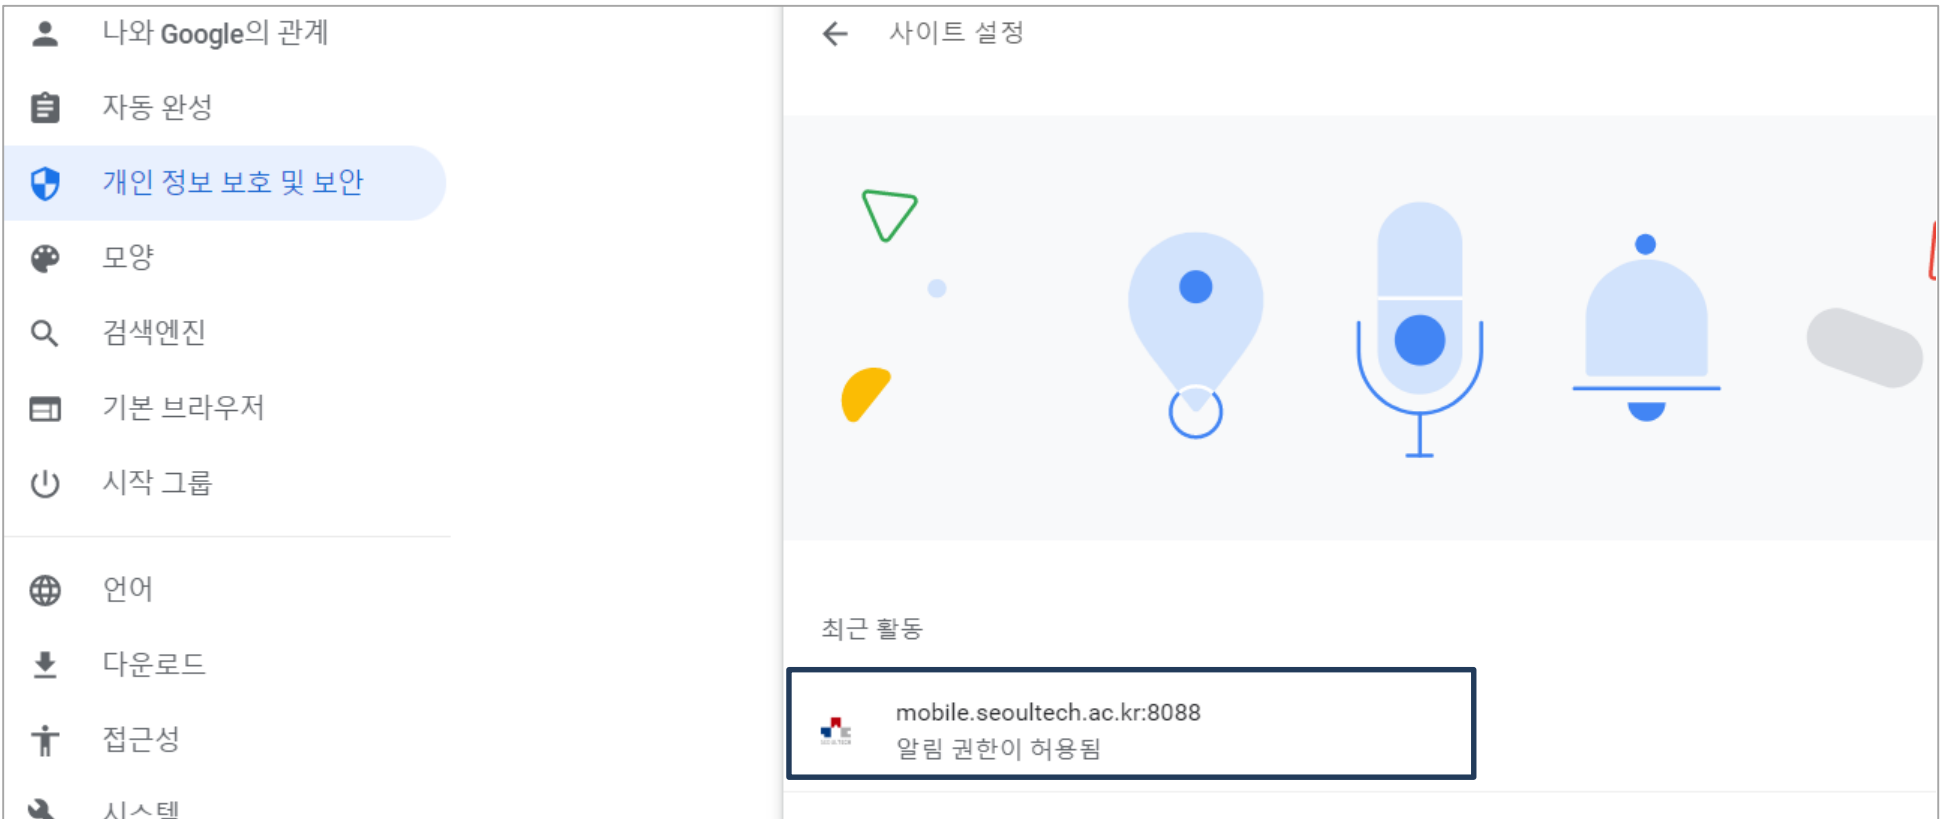 나와 Google의 관계
자동 완성
개인 정보 보호 및 보안
모양
검색엔진
기본 브라우저
시작 그룹
언어
다운로드
접근성
시스템
사이트 설정
최근 활동
mobile.seoultech.ac.kr:8088
알림 권한이 허용됨
SEOULTECH